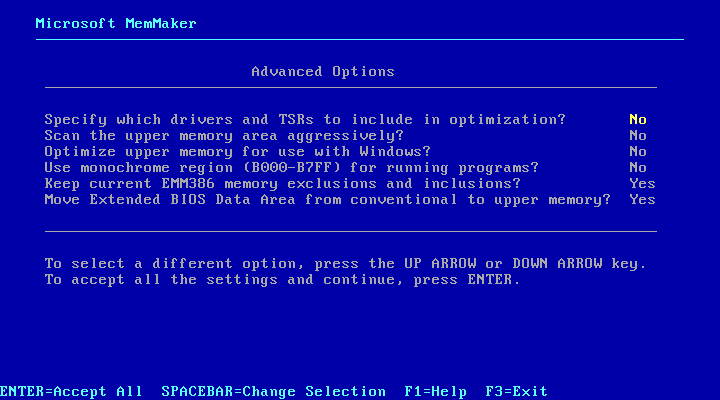 Microsoft MemMaker
Advanced Options
Specify which drivers and TSRs to include in optimization? No
Scan the upper memory area aggressively? No
Optimize upper memory for use with Windows? No
Use monochrome region (B000-B7FF) for running programs? No
Keep current EMM386 memory exclusions and inclusions? Yes
Move Extended BIOS Data Area from conventional to upper memory? Yes
To select a different option, press the UP ARROW or DOWN ARROW key.
To accept all the settings and continue, press ENTER.
ENTER=Accept All SPACEBAR=Change Selection F1=Help F3=Exit